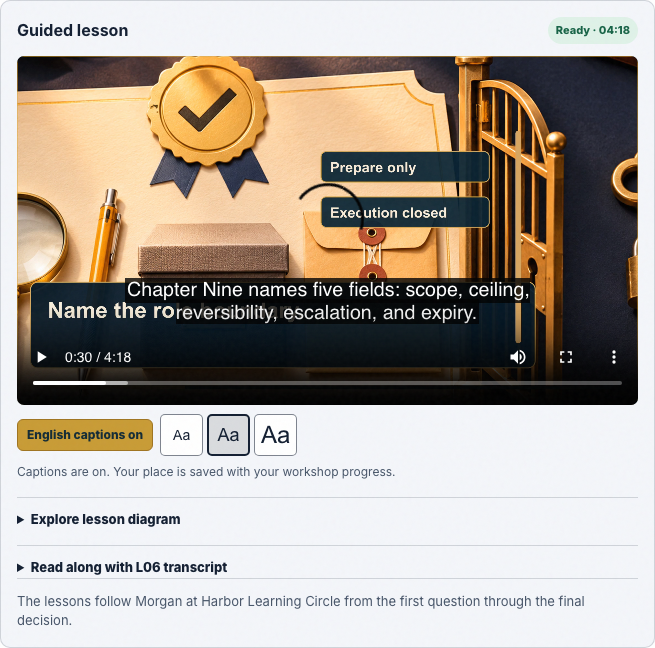 Guided lesson
Ready · 04:18
Prepare only
Execution closed
Chapter Nine names five fields: scope, ceiling,
Name the ro
reversibility, escalation, and expiry.
0:30 / 4:18
English captions on
Aa
Aa
Aa
Captions are on. Your place is saved with your workshop progress.
Explore lesson diagram
Read along with L06 transcript
The lessons follow Morgan at Harbor Learning Circle from the first question through the final
decision.